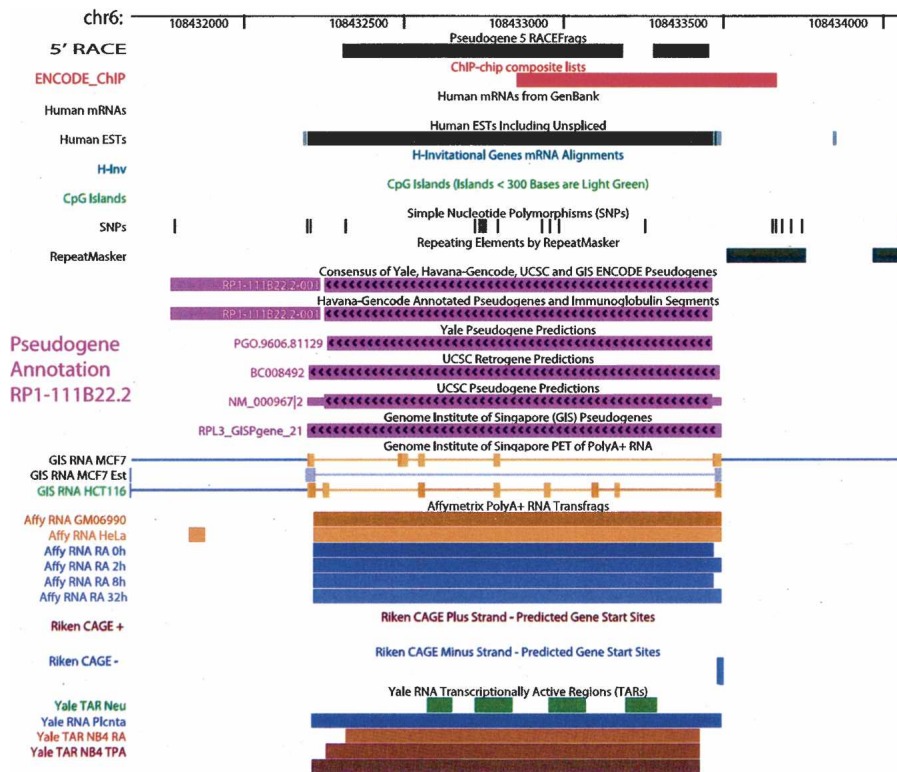 chr6: 108432000 108432500 108433000 108433500 108434000
Pseudogene 5 RACEFrags
5' RACE
ChIP-chip composite lists
ENCODE_ChIP
Human mRNAs from GenBank
Human mRNAs
Human ESTs Including Unspliced
Human ESTs
H-Invitational Genes mRNA Alignments
H-Inv
CpG Islands (Islands < 300 Bases are Light Green)
CpG Islands
Simple Nucleotide Polymorphisms (SNPs)
SNPs
Repeating Elements by RepeatMasker
RepeatMasker
Consensus of Yale, Havana-Gencode, UCSC and GIS ENCODE Pseudogenes
RP1-111B22.2-001
Havana-Gencode Annotated Pseudogenes and Immunoglobulin Segments
RP1-111B22.2-001
Pseudogene
Annotation
RP1-111B22.2
Yale Pseudogene Predictions
PGO.9606.81129
UCSC Retrogene Predictions
BC008492
UCSC Pseudogene Predictions
NM_000967|2
Genome Institute of Singapore (GIS) Pseudogenes
RPL3_GISPgene_21
Genome Institute of Singapore PET of PolyA+ RNA
GIS RNA MCF7
GIS RNA MCF7 Est
GIS RNA HCT116
Affymetrix PolyA+ RNA Transfrags
Affy RNA GM06990
Affy RNA HeLa
Affy RNA RA 0h
Affy RNA RA 2h
Affy RNA RA 8h
Affy RNA RA 32h
Riken CAGE Plus Strand - Predicted Gene Start Sites
Riken CAGE +
Riken CAGE Minus Strand - Predicted Gene Start Sites
Riken CAGE -
Yale RNA Transcriptionally Active Regions (TARs)
Yale TAR Neu
Yale RNA Plcnta
Yale TAR NB4 RA
Yale TAR NB4 TPA